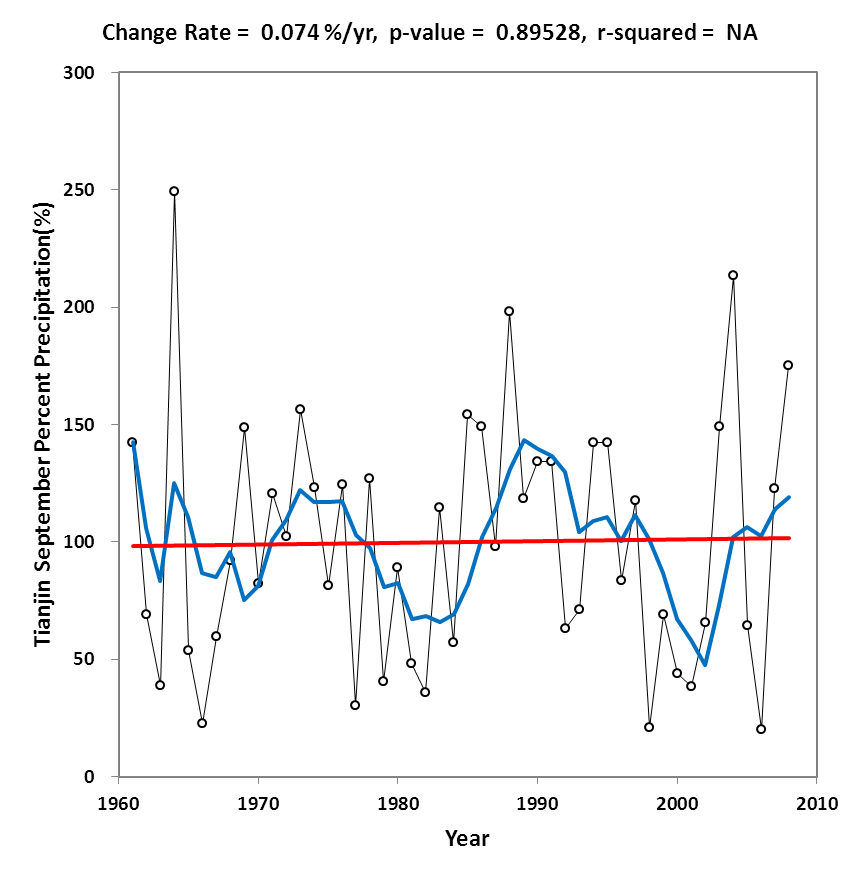 Change Rate = 0.074 %/yr, p-value = 0.89528, r-squared = NA
Tianjin September Percent Precipitation(%)
300
250
200
150
100
50
0
1960 1970 1980 1990 2000 2010
Year